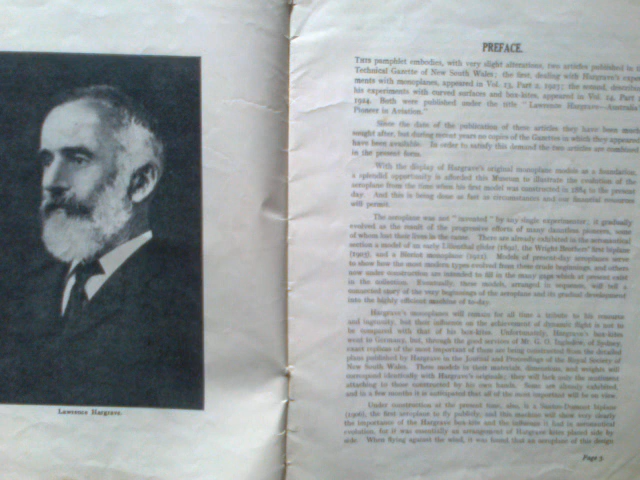 Lawrence Hargrave.
PREFACE.
This pamphlet embodies, with very slight alterations, two articles published in the
Technical Gazette of New South Wales; the first, dealing with Hargrave's experi-
ments with monoplanes, appeared in Vol. 13, Part 2, 1923; the second, describing
his experiments with curved surfaces and box-kites, appeared in Vol. 14, Part
1924. Both were published under the title "Lawrence Hargrave—Australian
Pioneer in Aviation."
Since the date of the publication of these articles they have been much
sought after, but during recent years no copies of the Gazettes in which they appeared
have been available. In order to satisfy this demand the two articles are combined
in the present form.
With the display of Hargrave's original monoplane models as a foundation,
a splendid opportunity is afforded this Museum to illustrate the evolution of the
aeroplane from the time when his first model was constructed in 1884 to the present
day. And this is being done as fast as circumstances and our financial resources
will permit.
The aeroplane was not "invented" by any single experimenter; it gradually
evolved as the result of the progressive efforts of many dauntless pioneers, some
of whom lost their lives in the cause. There are already exhibited in the aeronautical
section a model of an early Lilienthal glider the Wright Brothers' first biplane
(1903), and a Bleriot monoplane Models of present-day aeroplanes serve
to show how the most modern types evolved from these crude beginnings, and others
now under construction are intended to fill in the many gaps which at present exist
in the collection. Eventually, these models, arranged in sequence, will tell a
connected story of the very beginnings of the aeroplane and its gradual development
into the highly efficient machine of to-day.
Hargrave's monoplanes will remain for all time a tribute to his resource
and ingenuity, but their influence on the achievement of dynamic flight is not to
be compared with that of his box-kites. Unfortunately, Hargrave's box-kites
went to Germany, but, through the good services of Mr. G. O. of Sydney,
exact replicas of the most important of them are being constructed from the detailed
plans published by Hargrave in the Journal and Proceedings of the Royal Society of
New South Wales. These models in their materials, dimensions, and weights will
correspond identically with Hargrave's originals; they will lack only the sentiment
attaching to those constructed by his own hands. Some are already exhibited,
and in a few months it is anticipated that all of the more important will be on view.
Under construction at the present time, also, is a Santos-Dumont biplane
(1906), the first aeroplane to fly publicly, and this machine will show very clearly
the importance of the Hargrave box-kite and the influence it had in aeronautical
evolution, for it was essentially an arrangement of Hargrave kites placed side by
side. When flying against the wind, it was found that an aeroplane of this design
Page 3